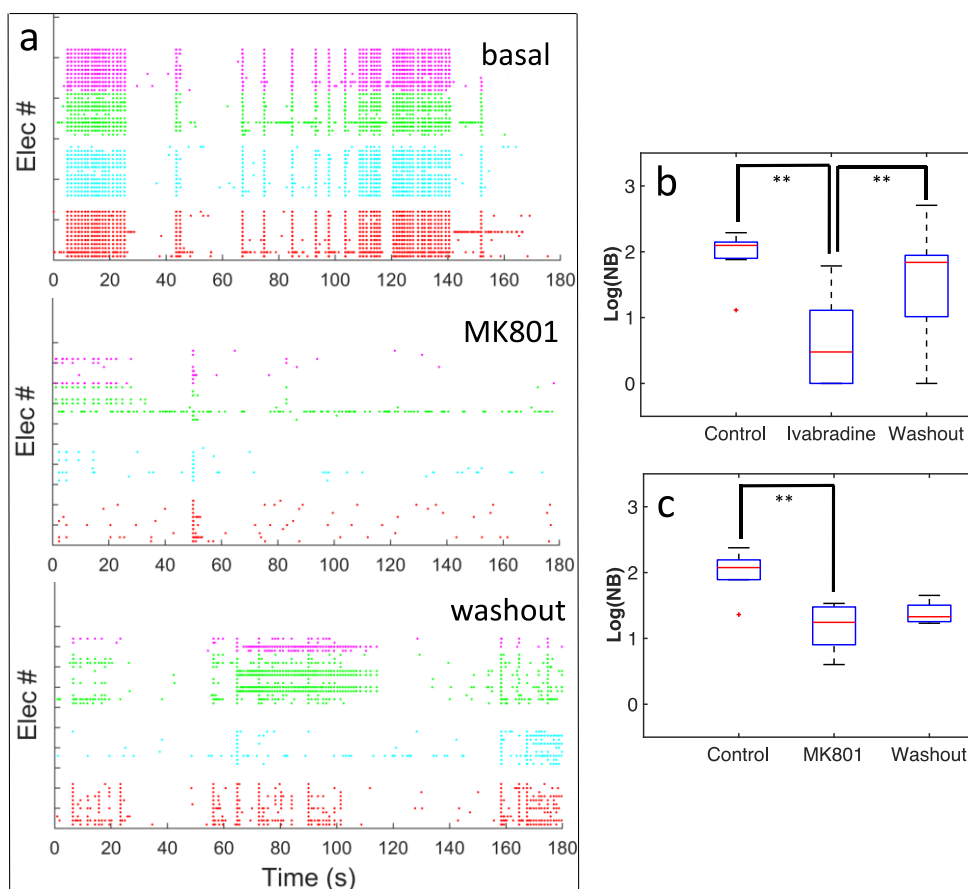 a
basal
Elec #
0 20 40 60 80 100 120 140 160 180
MK801
Elec #
0 20 40 60 80 100 120 140 160 180
washout
Elec #
0 20 40 60 80 100 120 140 160 180
Time (s)
b
** **
3
2
1
0
Log(NB)
Control Ivabradine Washout
c
**
3
2
1
0
Log(NB)
Control MK801 Washout